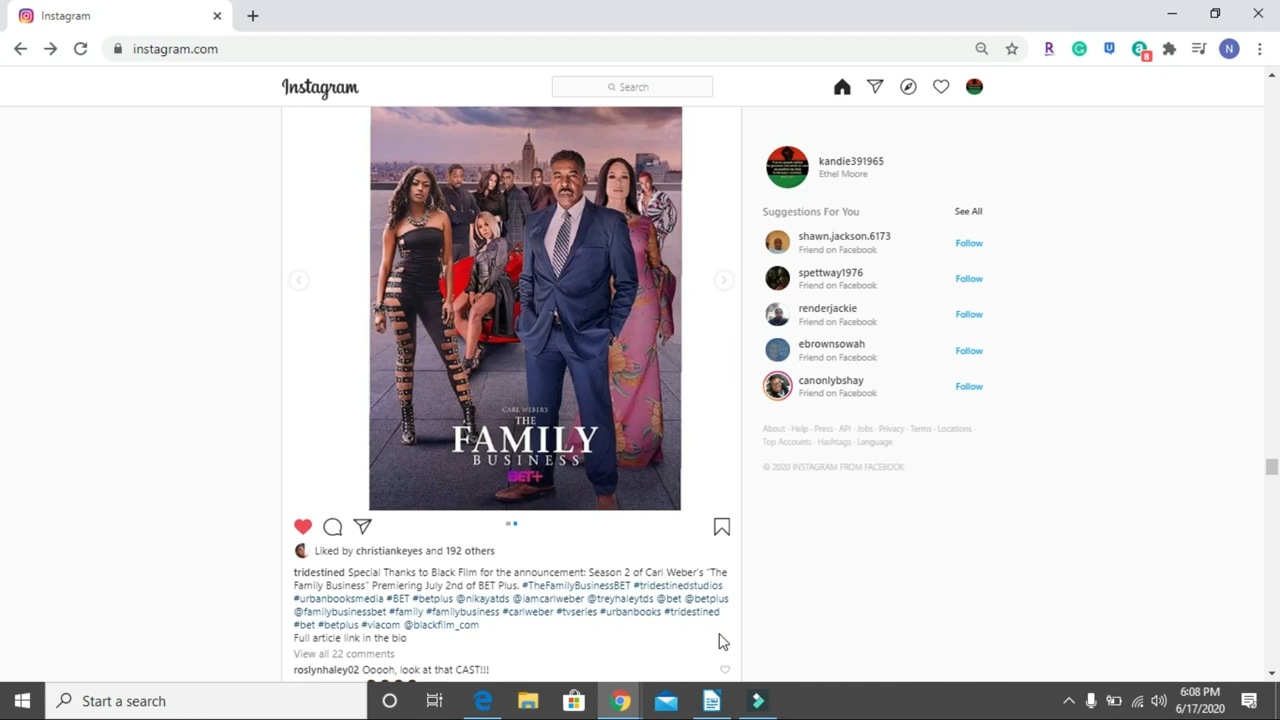 Instagram
instagram.com
R
8
N
Instagram
Search
kandie391965
Ethel Moore
Suggestions For You
See All
shawn.jackson.6173
Friend on Facebook
Follow
spettway1976
Friend on Facebook
Follow
renderjackie
Friend on Facebook
Follow
ebrownsowah
Friend on Facebook
Follow
canonlybshay
Friend on Facebook
Follow
About · Help · Press · API · Jobs · Privacy · Terms · Locations ·
Top Accounts · Hashtags · Language
© 2020 INSTAGRAM FROM FACEBOOK
CARL WEBER'S
THE
FAMILY
BUSINESS
BET+
Liked by christiankeyes and 192 others
tridestined Special Thanks to Black Film for the announcement: Season 2 of Carl Weber's "The
Family Business" Premiering July 2nd of BET Plus. #TheFamilyBusinessBET #tridestinedstudios
#urbanbooksmedia #BET #betplus @nikayatds @iamcarlweber @treyhaleytds @bet @betplus
@familybusinessbet #family #familybusiness #carlweber #tvseries #urbanbooks #tridestined
#bet #betplus #viacom @blackfilm_com
Full article link in the bio
View all 22 comments
roslynhaley02 Ooooh, look at that CAST!!!
Start a search
6:08 PM
6/17/2020